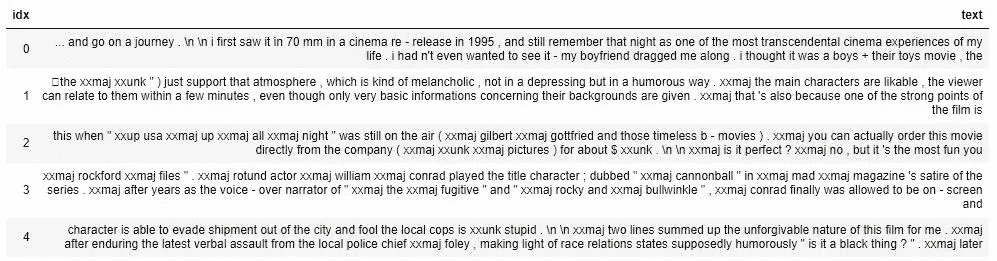 idx text
0 ... and go on a journey . \n \n i first saw it in 70 mm in a cinema re - release in 1995 , and still remember that night as one of the most transcendental cinema experiences of my
life . i had n't even wanted to see it - my boyfriend dragged me along . i thought it was a boys + their toys movie , the
1 □the xxmaj xxunk " ) just support that atmosphere , which is kind of melancholic , not in a depressing but in a humorous way . xxmaj the main characters are likable , the viewer
can relate to them within a few minutes , even though only very basic informations concerning their backgrounds are given . xxmaj that 's also because one of the strong points of
the film is
2 this when " xxup usa xxmaj up xxmaj all xxmaj night " was still on the air ( xxmaj gilbert xxmaj gottfried and those timeless b - movies ) . xxmaj you can actually order this movie
directly from the company ( xxmaj xxunk xxmaj pictures ) for about $ xxunk . \n \n xxmaj is it perfect ? xxmaj no , but it 's the most fun you
3 xxmaj rockford xxmaj files " . xxmaj rotund actor xxmaj william xxmaj conrad played the title character ; dubbed " xxmaj cannonball " in xxmaj mad xxmaj magazine 's satire of the
series . xxmaj after years as the voice - over narrator of " xxmaj the xxmaj fugitive " and " xxmaj rocky and xxmaj bullwinkle " , xxmaj conrad finally was allowed to be on - screen
and
4 character is able to evade shipment out of the city and fool the local cops is xxunk stupid . \n \n xxmaj two lines summed up the unforgivable nature of this film for me . xxmaj
after enduring the latest verbal assault from the local police chief xxmaj foley , making light of race relations states supposedly humorously " is it a black thing ? " . xxmaj later